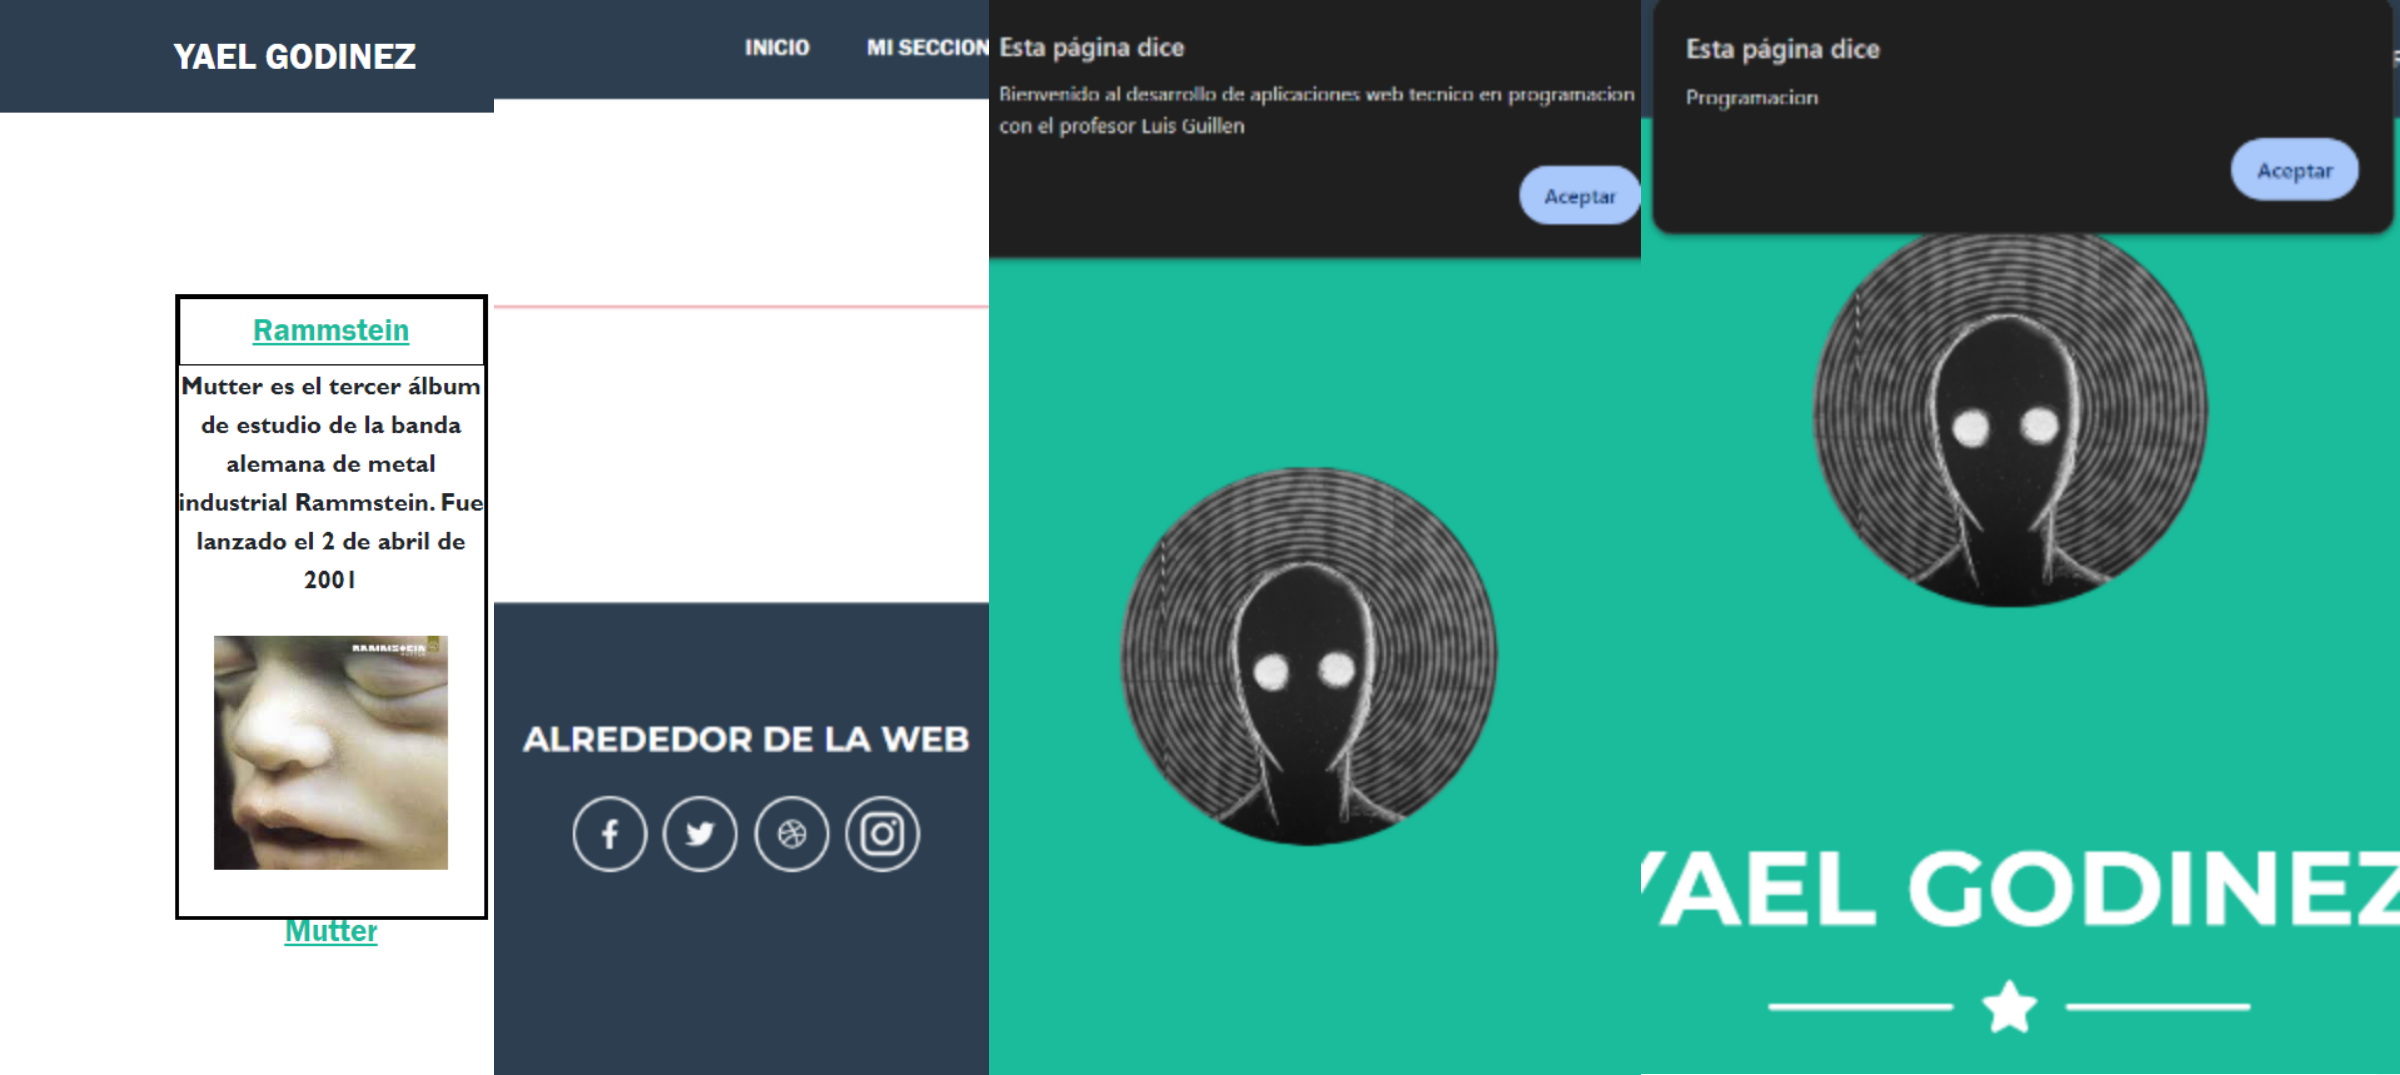 YAEL GODINEZ
Rammstein
Mutter es el tercer álbum
de estudio de la banda
alemana de metal
industrial Rammstein. Fue
lanzado el 2 de abril de
2001
RAMMSTEIN
Mutter
INICIO MI SECCION
ALREDEDOR DE LA WEB
Esta página dice
Bienvenido al desarrollo de aplicaciones web tecnico en programacion
con el profesor Luis Guillen
Aceptar
Esta página dice
Programacion
Aceptar
YAEL GODINEZ